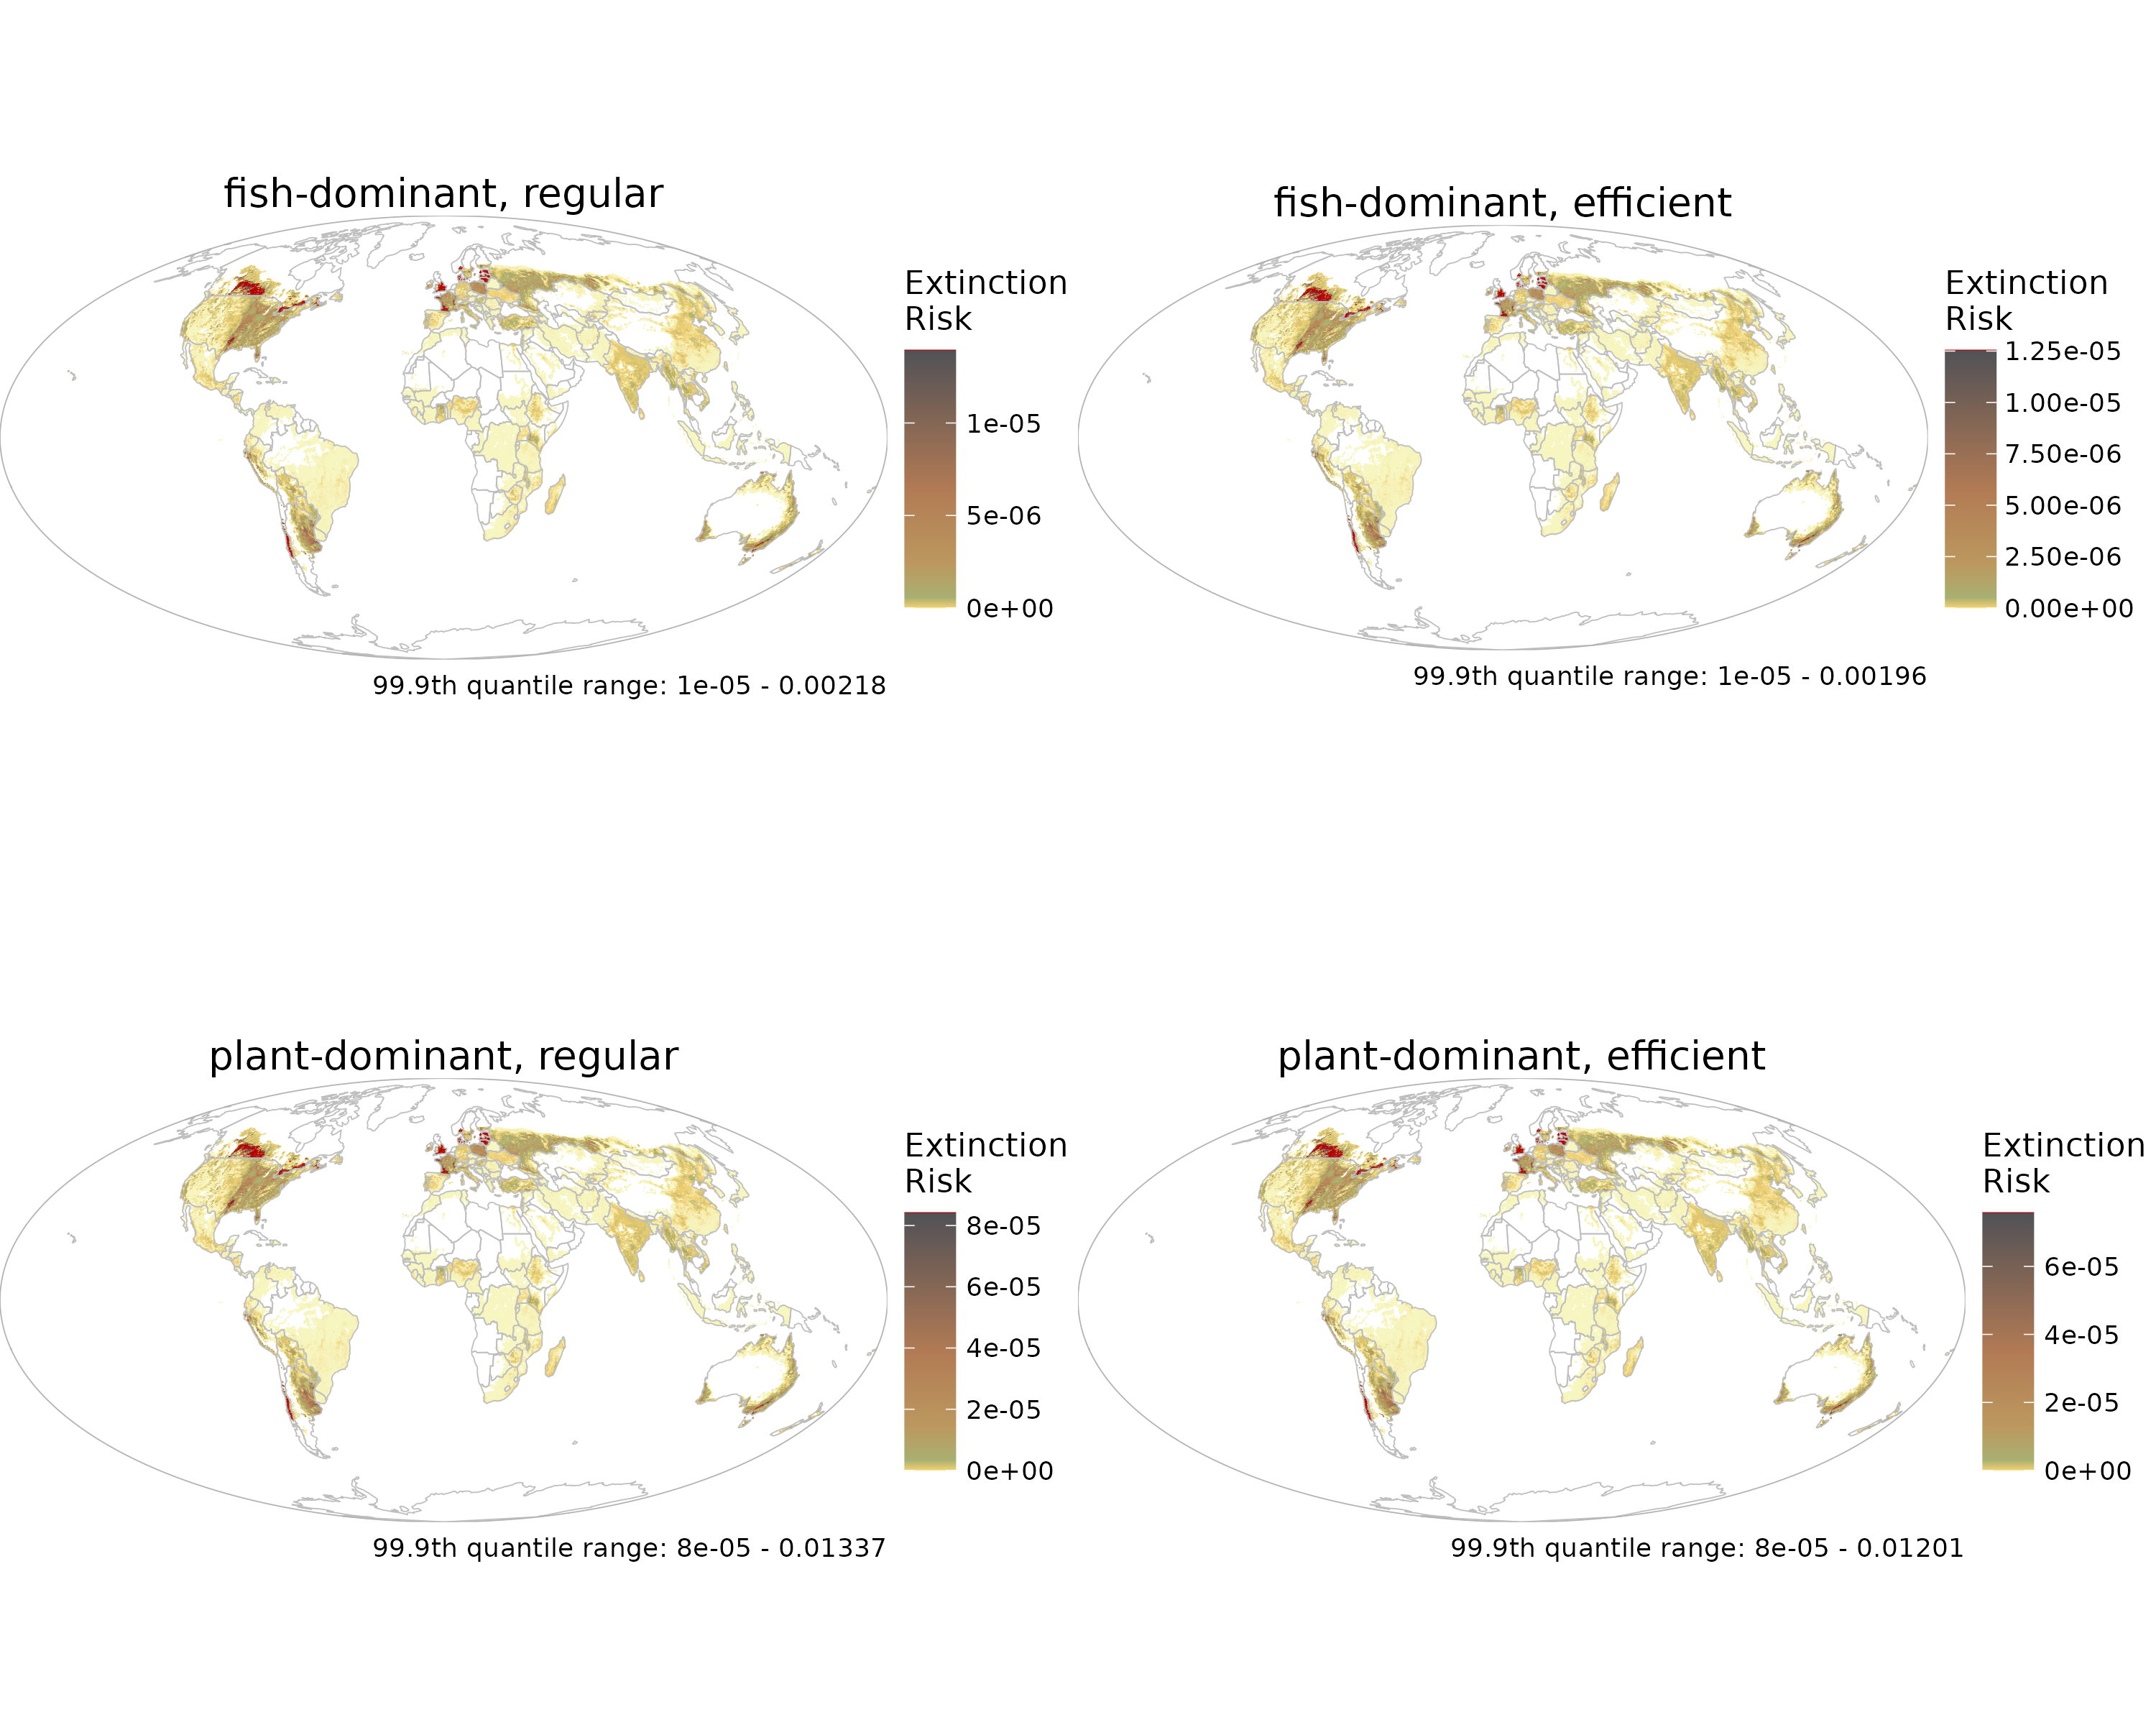 fish-dominant, regular
Extinction
Risk
1e-05
5e-06
0e+00
99.9th quantile range: 1e-05 - 0.00218
fish-dominant, efficient
Extinction
Risk
1.25e-05
1.00e-05
7.50e-06
5.00e-06
2.50e-06
0.00e+00
99.9th quantile range: 1e-05 - 0.00196
plant-dominant, regular
Extinction
Risk
8e-05
6e-05
4e-05
2e-05
0e+00
99.9th quantile range: 8e-05 - 0.01337
plant-dominant, efficient
Extinction
Risk
6e-05
4e-05
2e-05
0e+00
99.9th quantile range: 8e-05 - 0.01201